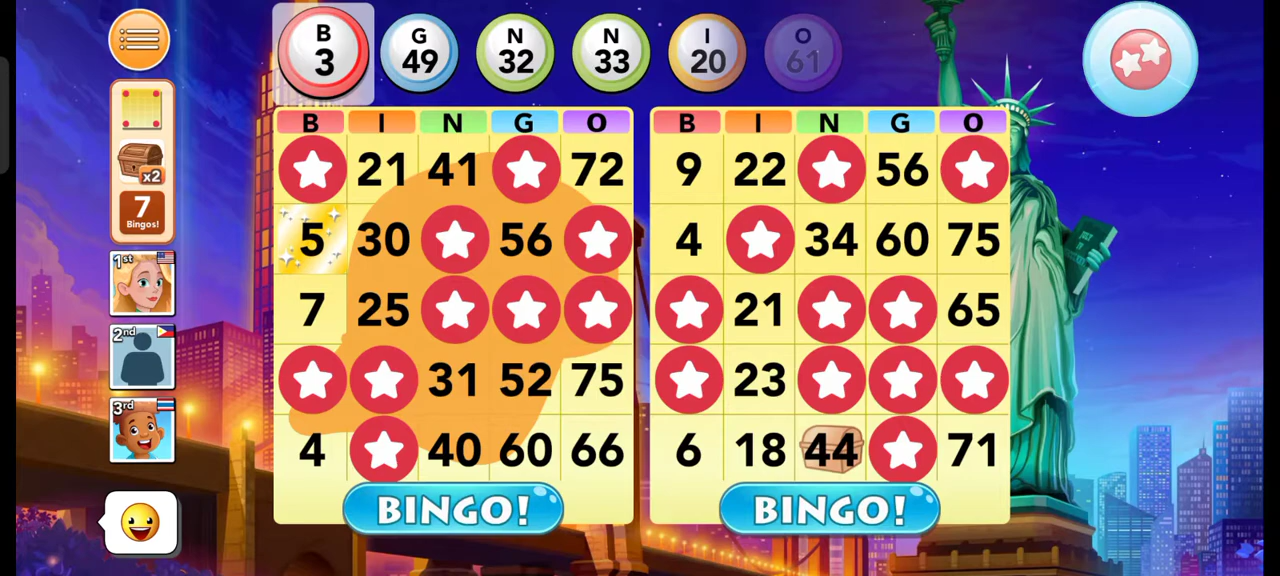 B G N N I O
3 49 32 33 20 61
B I N G O B I N G O
21 41 72 9 22 56
5 30 56 4 34 60 75
7 25 21 65
31 52 75 23
4 40 60 66 6 18 44 71
BINGO! BINGO!
x2
7
Bingos!
1st
2nd
3rd